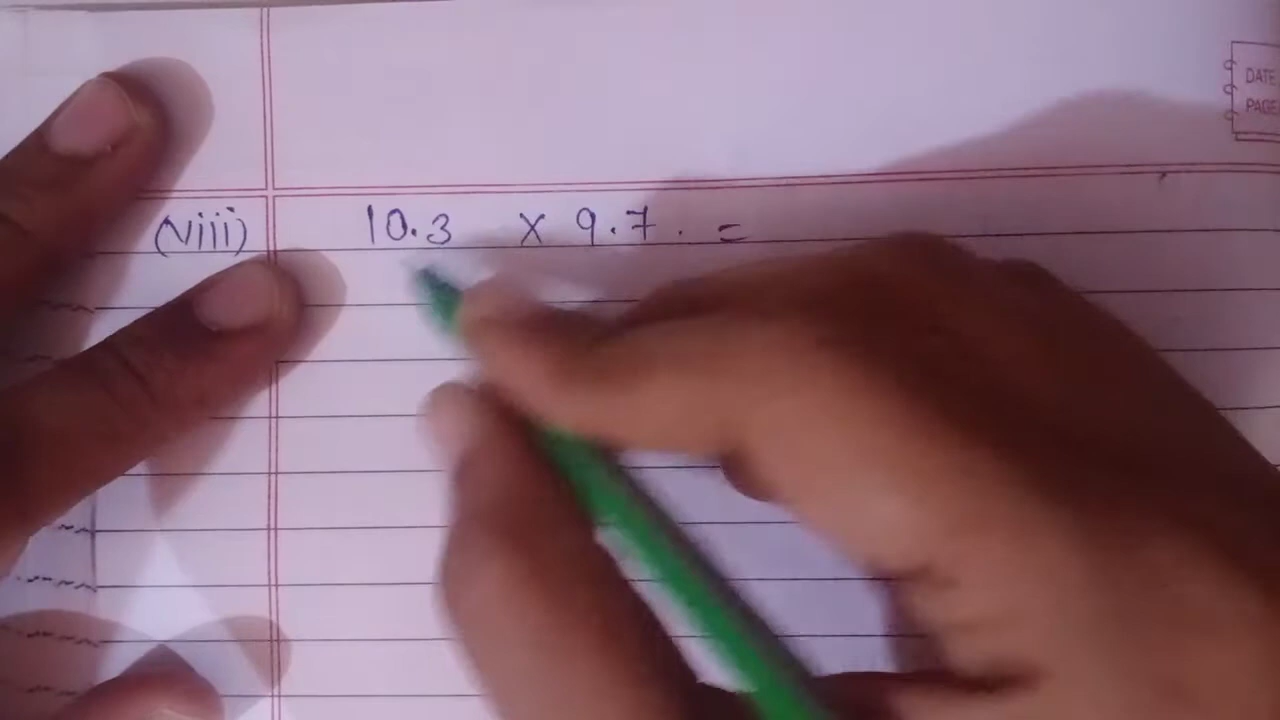 DATE
PAGE
(viii) 10.3 × 9.7 . =